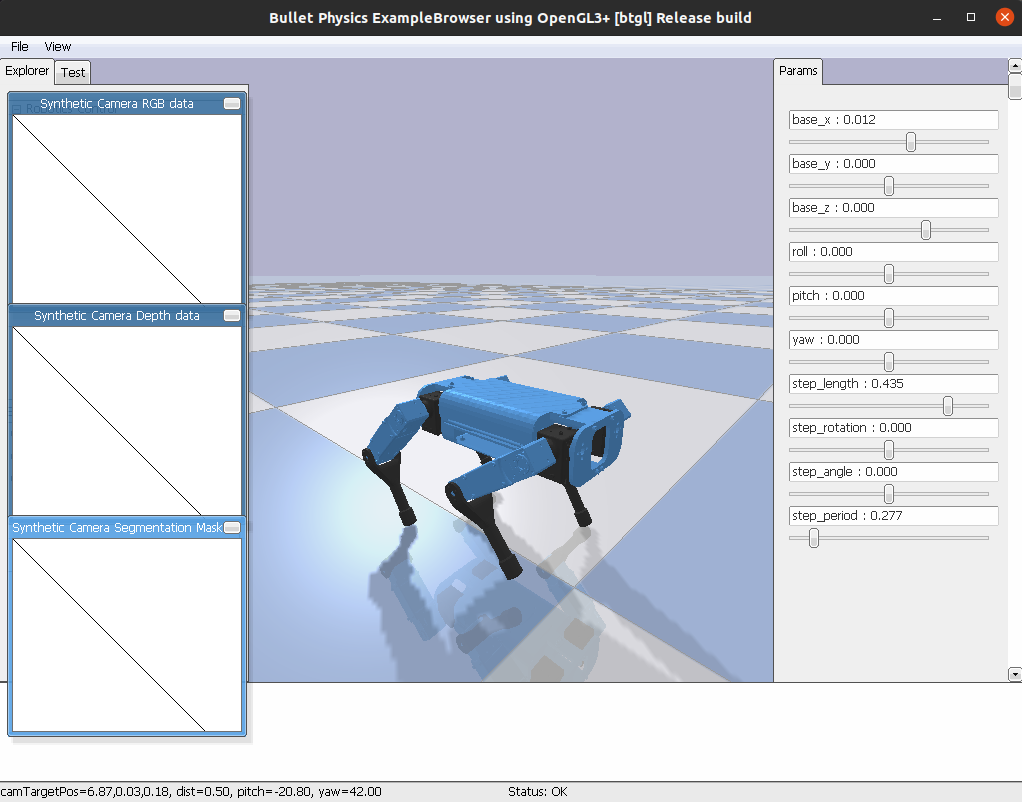 Bullet Physics ExampleBrowser using OpenGL3+ [btgl] Release build
File View
Explorer Test
Synthetic Camera RGB data
Synthetic Camera Depth data
Synthetic Camera Segmentation Mask
Params
base_x : 0.012
base_y : 0.000
base_z : 0.000
roll : 0.000
pitch : 0.000
yaw : 0.000
step_length : 0.435
step_rotation : 0.000
step_angle : 0.000
step_period : 0.277
camTargetPos=6.87,0.03,0.18, dist=0.50, pitch=-20.80, yaw=42.00
Status: OK